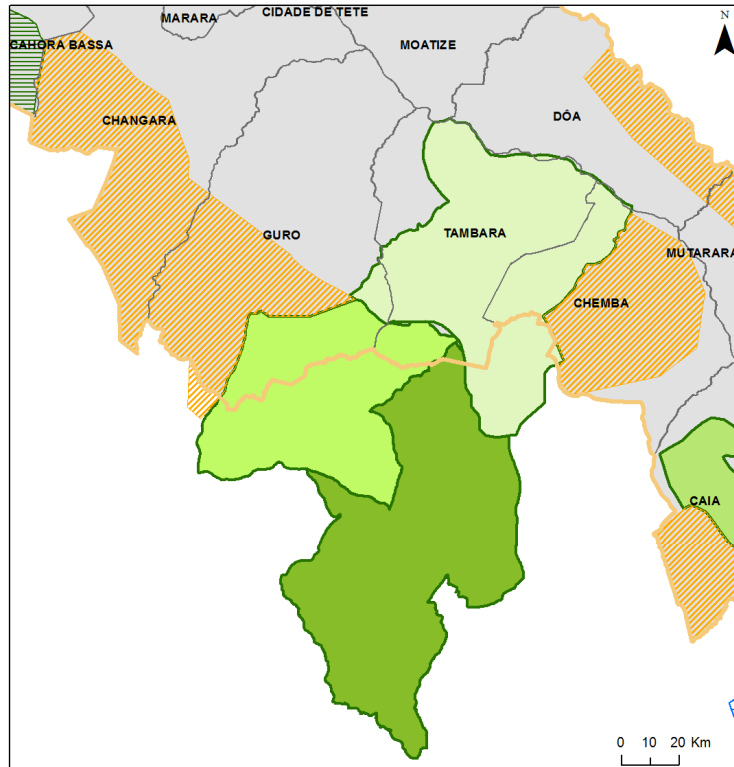 CIDADE DE TETE
MARARA
N
CAHORA BASSA
MOATIZE
CHANGARA
DÔA
GURO
TAMBARA
MUTARARA
CHEMBA
CAIA
0 10 20 Km